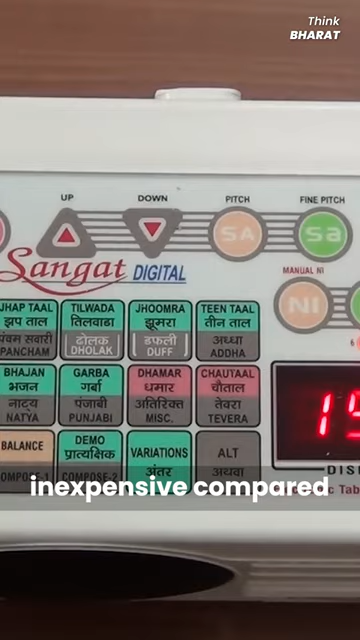 Think
BHARAT
UP
DOWN
PITCH
FINE PITCH
SA
Sa
Sangat DIGITAL
MANUAL NI
NI
JHAP TAAL
झप ताल
पंचम सवारी
PANCHAM
TILWADA
तिलवाडा
ढोलक
DHOLAK
JHOOMRA
झूमरा
डफली
DUFF
TEEN TAAL
तीन ताल
अध्धा
ADDHA
BHAJAN
भजन
नाट्य
NATYA
GARBA
गर्बा
पंजाबी
PUNJABI
DHAMAR
धमार
अतिरिक्त
MISC.
CHAUTAAL
चौताल
तेवरा
TEVERA
BALANCE
COMPOSE-1
DEMO
प्रात्यक्षिक
COMPOSE-2
VARIATIONS
अंतर
ALT
अथवा
inexpensive compared